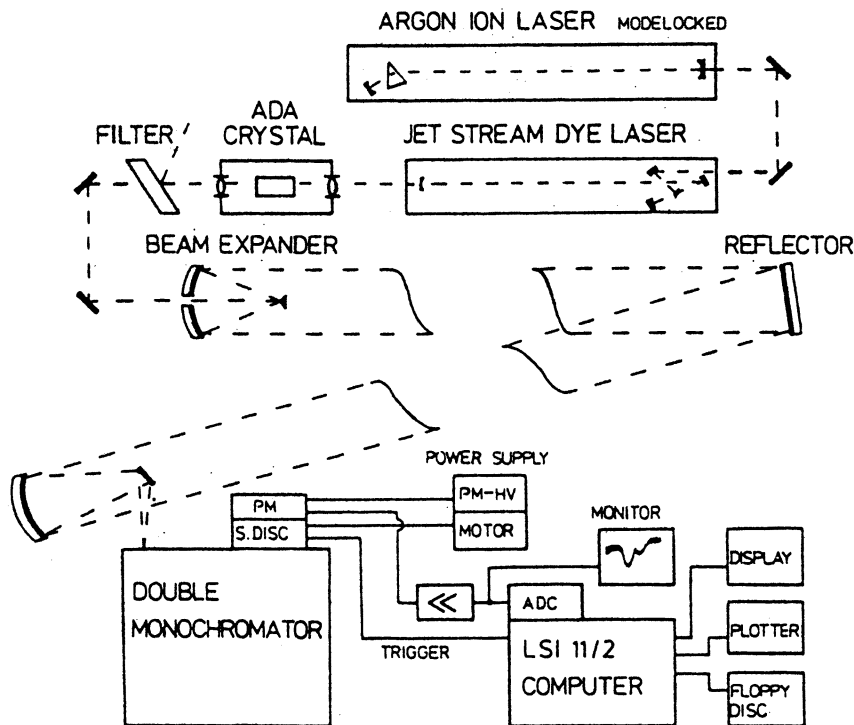 ARGON ION LASER MODELOCKED
ADA
CRYSTAL
FILTER
JET STREAM DYE LASER
BEAM EXPANDER
REFLECTOR
POWER SUPPLY
PM
PM-HV
S.DISC
MOTOR
MONITOR
DISPLAY
DOUBLE
MONOCHROMATOR
≪
ADC
TRIGGER
LSI 11/2
COMPUTER
PLOTTER
FLOPPY
DISC